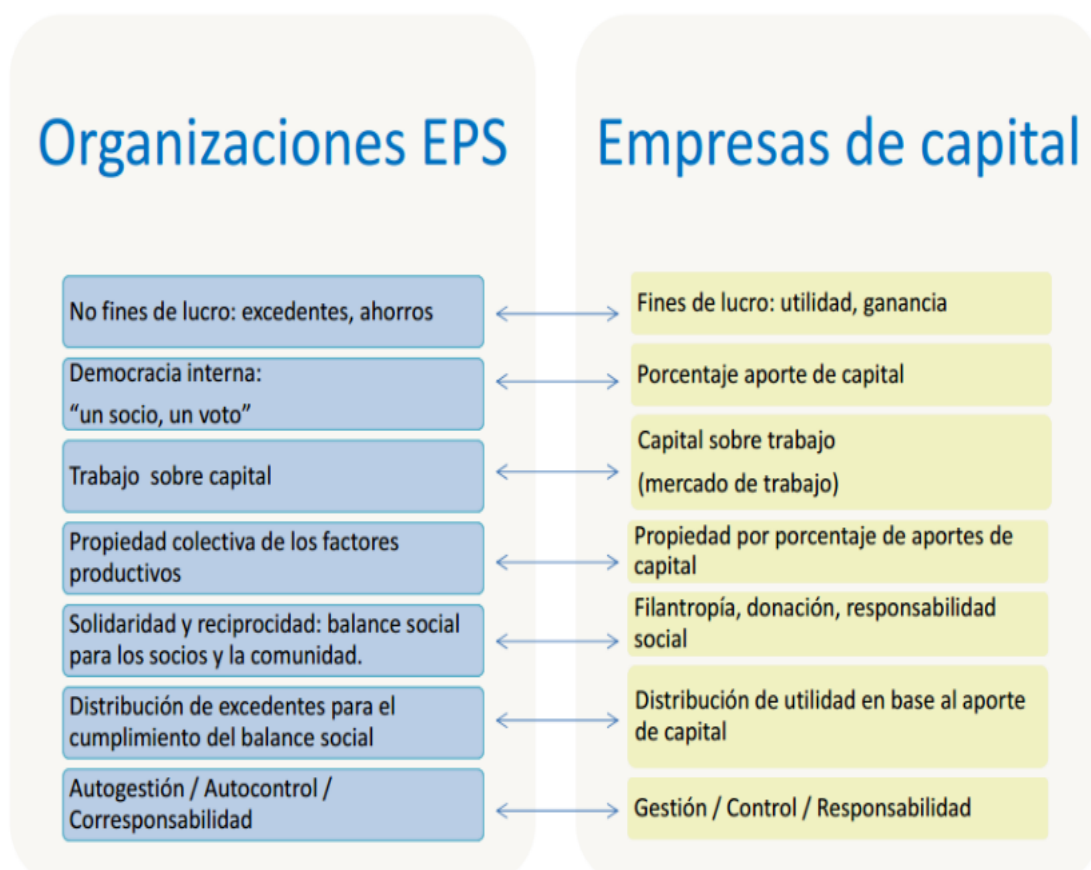 Organizaciones EPS
No fines de lucro: excedentes, ahorros
Democracia interna:
“un socio, un voto”
Trabajo sobre capital
Propiedad colectiva de los factores
productivos
Solidaridad y reciprocidad: balance social
para los socios y la comunidad.
Distribución de excedentes para el
cumplimiento del balance social
Autogestión / Autocontrol /
Corresponsabilidad
Empresas de capital
Fines de lucro: utilidad, ganancia
Porcentaje aporte de capital
Capital sobre trabajo
(mercado de trabajo)
Propiedad por porcentaje de aportes de
capital
Filantropía, donación, responsabilidad
social
Distribución de utilidad en base al aporte
de capital
Gestión / Control / Responsabilidad